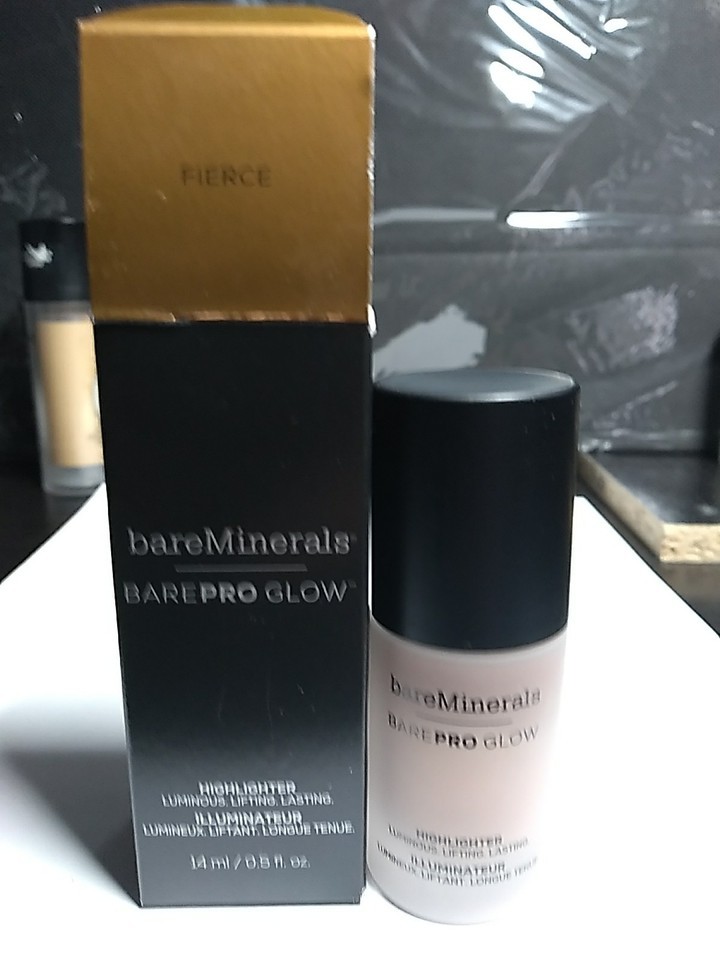 FIERCE
bareMinerals
BAREPRO GLOW™
HIGHLIGHTER
LUMINOUS. LIFTING. LASTING.
ILLUMINATEUR
LUMINEUX. LIFTANT. LONGUE TENUE.
14 ml / 0.5 fl. oz.
bareMinerals
BAREPRO GLOW
HIGHLIGHTER
LUMINOUS. LIFTING. LASTING.
ILLUMINATEUR
LUMINEUX. LIFTANT. LONGUE TENUE